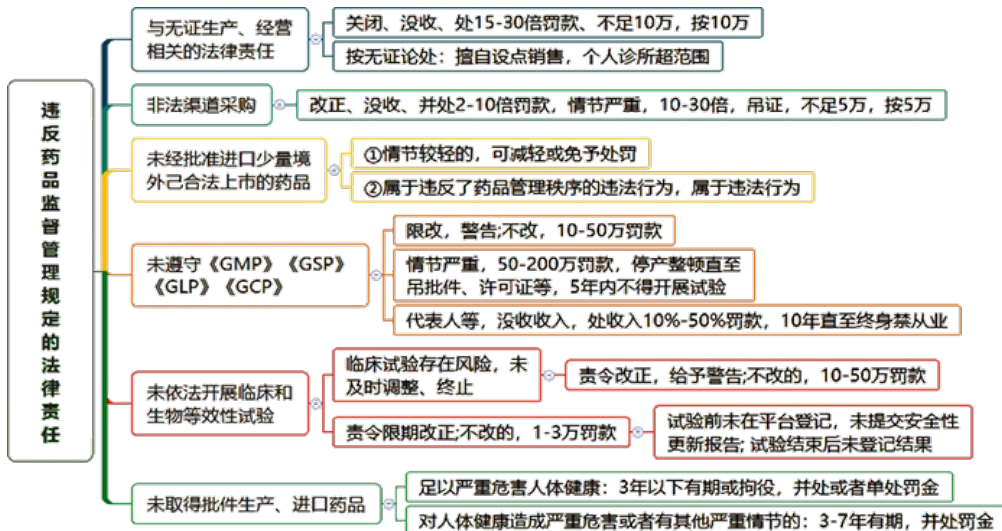 违反药品监督管理规定的法律责任
与无证生产、经营
相关的法律责任
关闭、没收、处15-30倍罚款、不足10万，按10万
按无证论处：擅自设点销售，个人诊所超范围
非法渠道采购
改正、没收、并处2-10倍罚款，情节严重，10-30倍，吊证，不足5万，按5万
未经批准进口少量境
外己合法上市的药品
①情节较轻的，可减轻或免予处罚
②属于违反了药品管理秩序的违法行为，属于违法行为
未遵守《GMP》《GSP》
《GLP》《GCP》
限改，警告;不改，10-50万罚款
情节严重，50-200万罚款，停产整顿直至
吊批件、许可证等，5年内不得开展试验
代表人等，没收收入，处收入10%-50%罚款，10年直至终身禁从业
未依法开展临床和
生物等效性试验
临床试验存在风险，未
及时调整、终止
责令改正，给予警告;不改的，10-50万罚款
责令限期改正;不改的，1-3万罚款
试验前未在平台登记，未提交安全性
更新报告; 试验结束后未登记结果
未取得批件生产、进口药品
足以严重危害人体健康：3年以下有期或拘役，并处或者单处罚金
对人体健康造成严重危害或者有其他严重情节的：3-7年有期，并处罚金